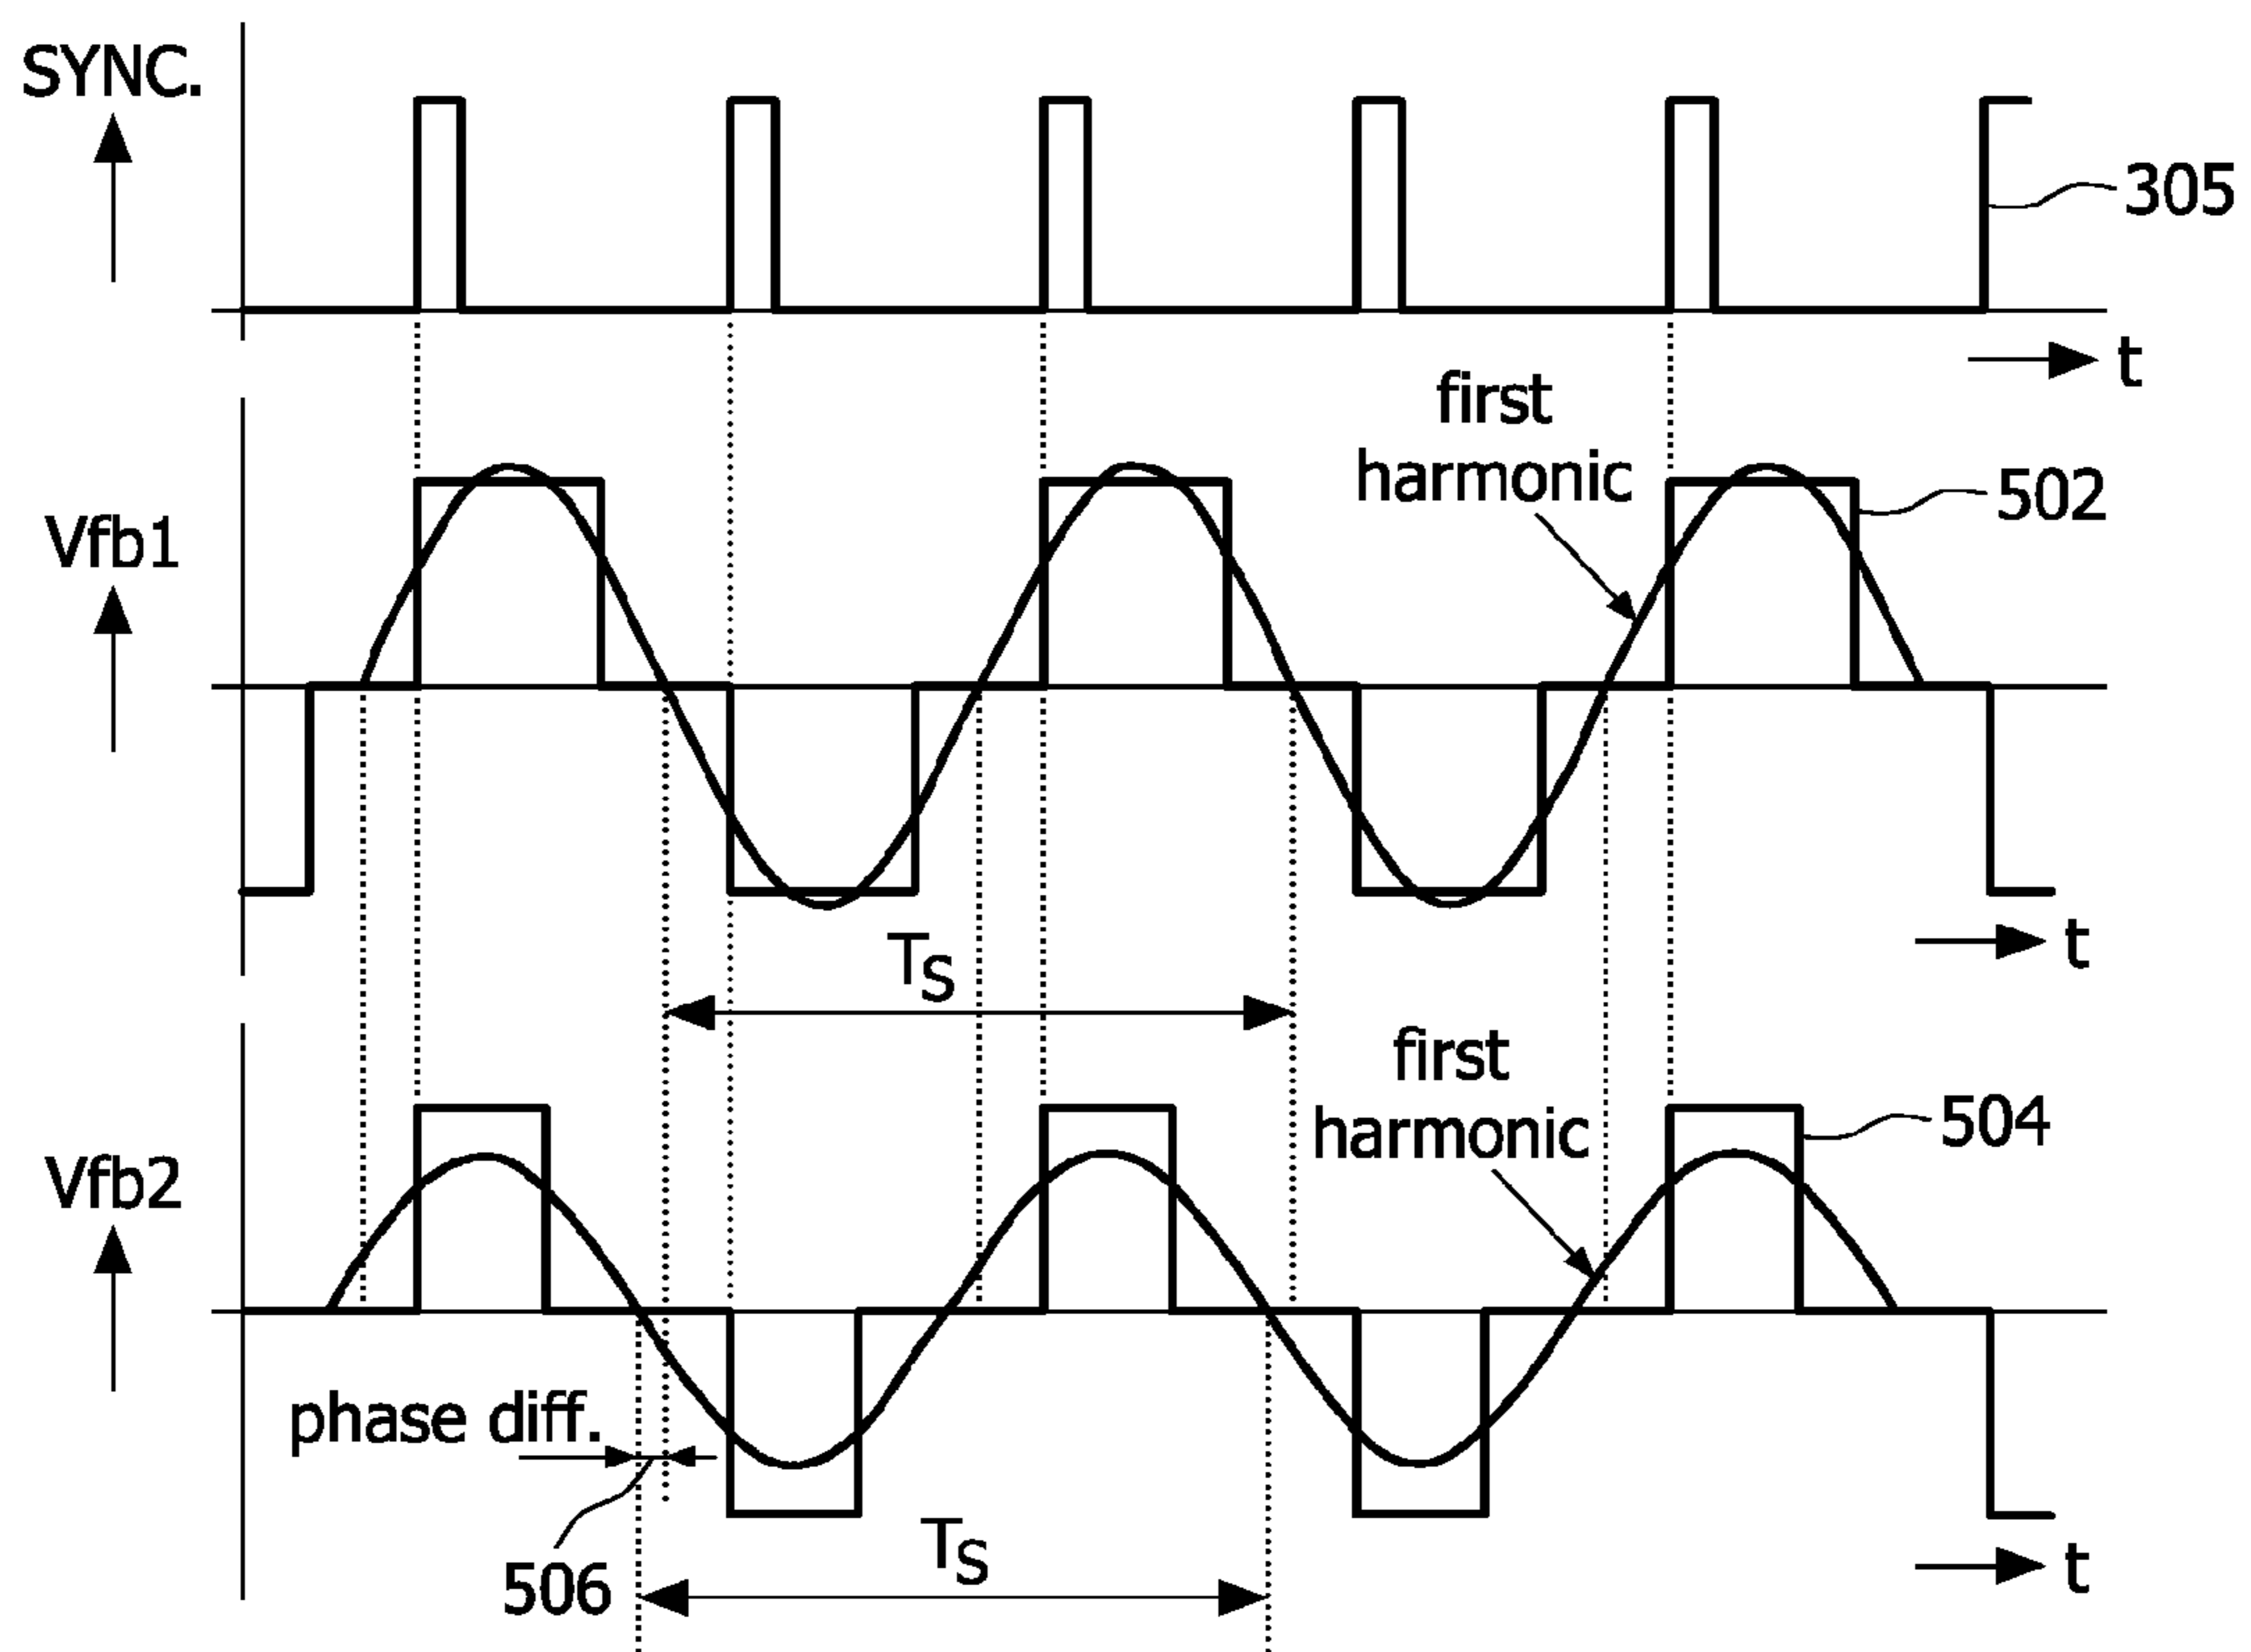 SYNC.
305
t
first
harmonic
502
Vfb1
t
TS
first
harmonic
504
Vfb2
phase diff.
506
TS
t